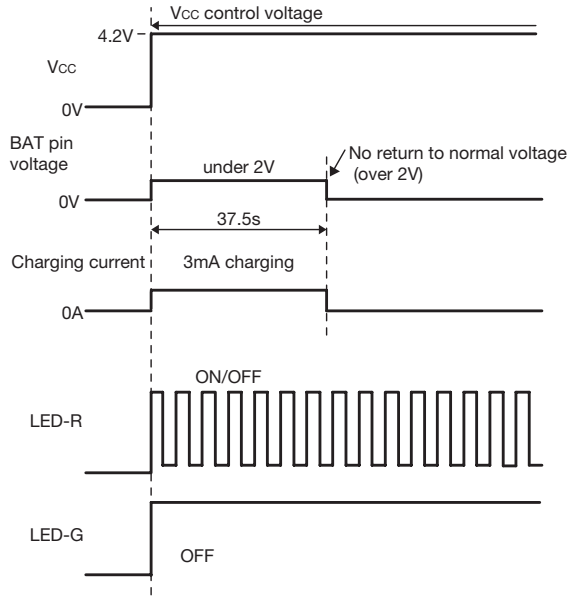 Vcc control voltage
4.2V
Vcc
0V
BAT pin
voltage
under 2V
No return to normal voltage
(over 2V)
0V
37.5s
Charging current
3mA charging
0A
ON/OFF
LED-R
LED-G
OFF